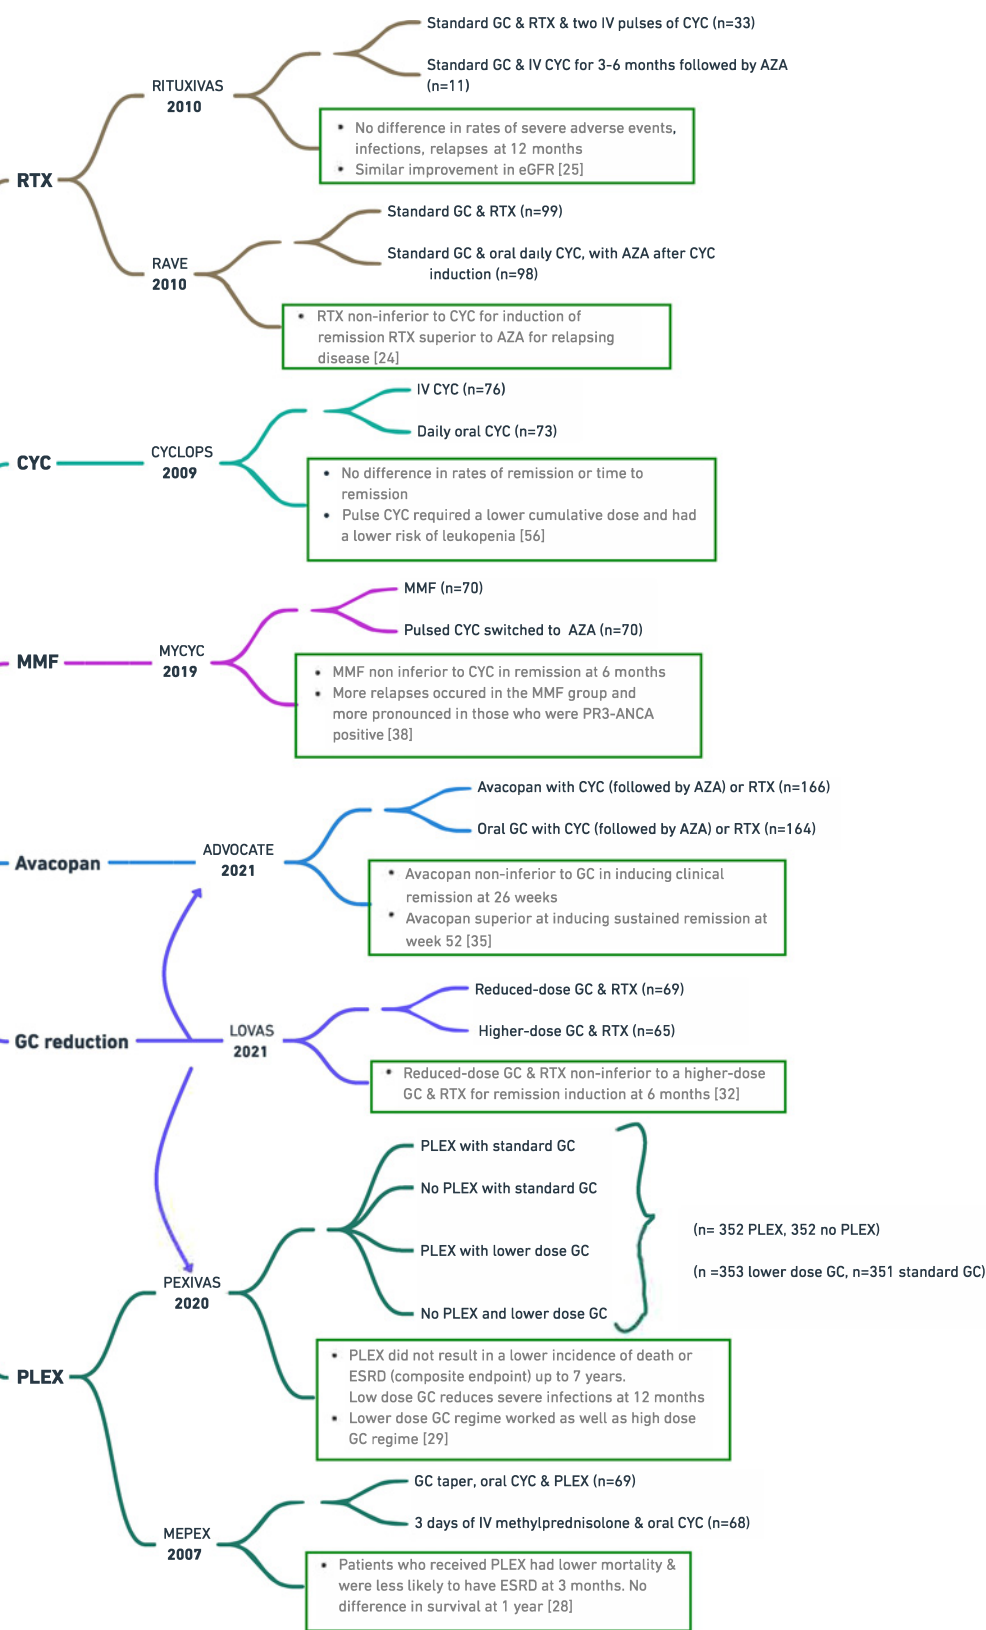 Standard GC & RTX & two IV pulses of CYC (n=33)
Standard GC & IV CYC for 3-6 months followed by AZA
(n=11)
RITUXIVAS
2010
• No difference in rates of severe adverse events,
infections, relapses at 12 months
• Similar improvement in eGFR [25]
RTX
Standard GC & RTX (n=99)
Standard GC & oral daily CYC, with AZA after CYC
induction (n=98)
RAVE
2010
• RTX non-inferior to CYC for induction of
remission RTX superior to AZA for relapsing
disease [24]
IV CYC (n=76)
Daily oral CYC (n=73)
CYC
CYCLOPS
2009
• No difference in rates of remission or time to
remission
• Pulse CYC required a lower cumulative dose and had
a lower risk of leukopenia [56]
MMF (n=70)
Pulsed CYC switched to AZA (n=70)
MMF
MYCYC
2019
• MMF non inferior to CYC in remission at 6 months
• More relapses occured in the MMF group and
more pronounced in those who were PR3-ANCA
positive [38]
Avacopan with CYC (followed by AZA) or RTX (n=166)
Oral GC with CYC (followed by AZA) or RTX (n=164)
Avacopan
ADVOCATE
2021
• Avacopan non-inferior to GC in inducing clinical
remission at 26 weeks
• Avacopan superior at inducing sustained remission at
week 52 [35]
Reduced-dose GC & RTX (n=69)
Higher-dose GC & RTX (n=65)
GC reduction
LOVAS
2021
• Reduced-dose GC & RTX non-inferior to a higher-dose
GC & RTX for remission induction at 6 months [32]
PLEX with standard GC
No PLEX with standard GC
PLEX with lower dose GC
No PLEX and lower dose GC
(n= 352 PLEX, 352 no PLEX)
(n =353 lower dose GC, n=351 standard GC)
PEXIVAS
2020
• PLEX did not result in a lower incidence of death or
ESRD (composite endpoint) up to 7 years.
Low dose GC reduces severe infections at 12 months
• Lower dose GC regime worked as well as high dose
GC regime [29]
PLEX
GC taper, oral CYC & PLEX (n=69)
3 days of IV methylprednisolone & oral CYC (n=68)
MEPEX
2007
• Patients who received PLEX had lower mortality &
were less likely to have ESRD at 3 months. No
difference in survival at 1 year [28]